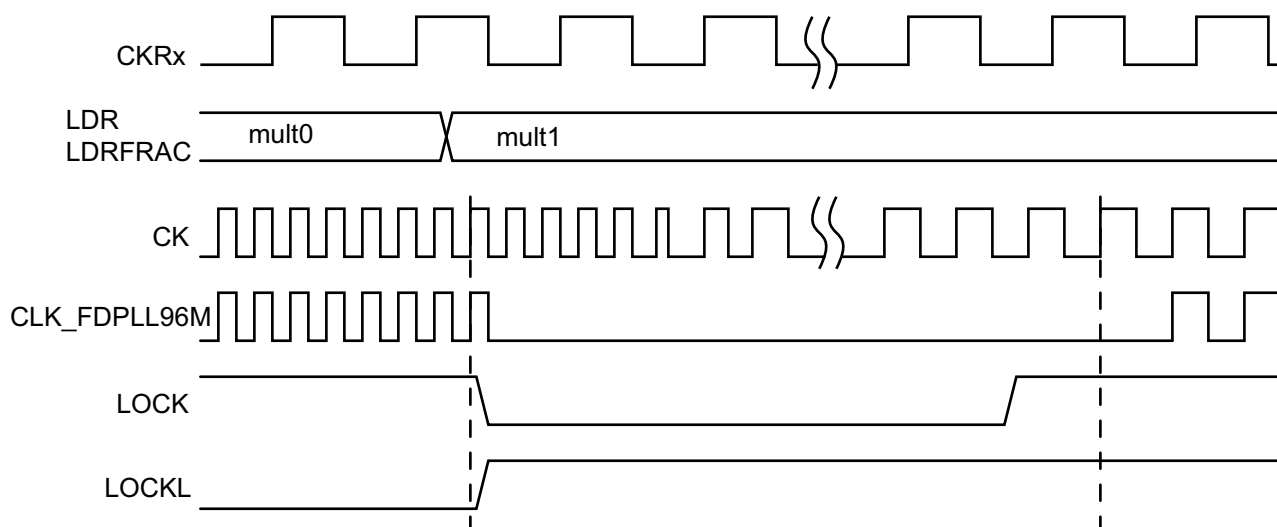 CKRx
LDR
LDRFRAC
mult0
mult1
CK
CLK_FDPLL96M
LOCK
LOCKL